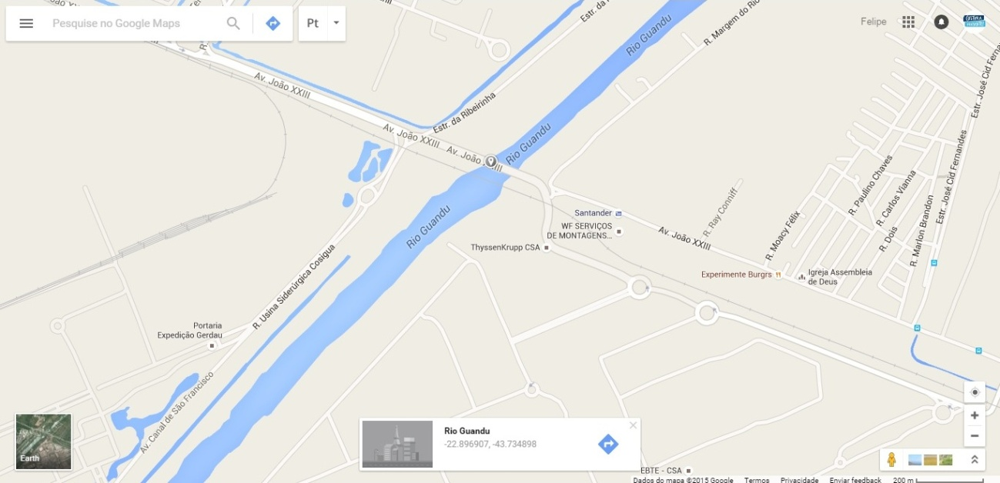 Pesquise no Google Maps
Pt
Felipe
Estr. da
Rio Guandu
R. Margem do Rio
Av. João XXIII
R.
Estr. José Cid Ferna
Estr. da Ribeirinha
Av. João XXIII
Av. João XXIII
Rio Guandu
Estr. José Cid Fernandes
R. Paulino Chaves
R. Carlos Vianna
R. Ray Conniff
R. Marlon Brandon
R. Dois
R. Moacy Félix
Rio Guandu
Santander
WF SERVIÇOS
DE MONTAGENS...
Av. João XXIII
ThyssenKrupp CSA
Experimente Burgrs
Igreja Assembleia
de Deus
R. Usina Siderúrgica Cosigua
Portaria
Expedição Gerdau
Av. Canal de São Francisco
Rio Guandu
-22.896907, -43.734898
Earth
EBTE - CSA
Dados do mapa ©2015 Google Termos Privacidade Enviar feedback 200 m